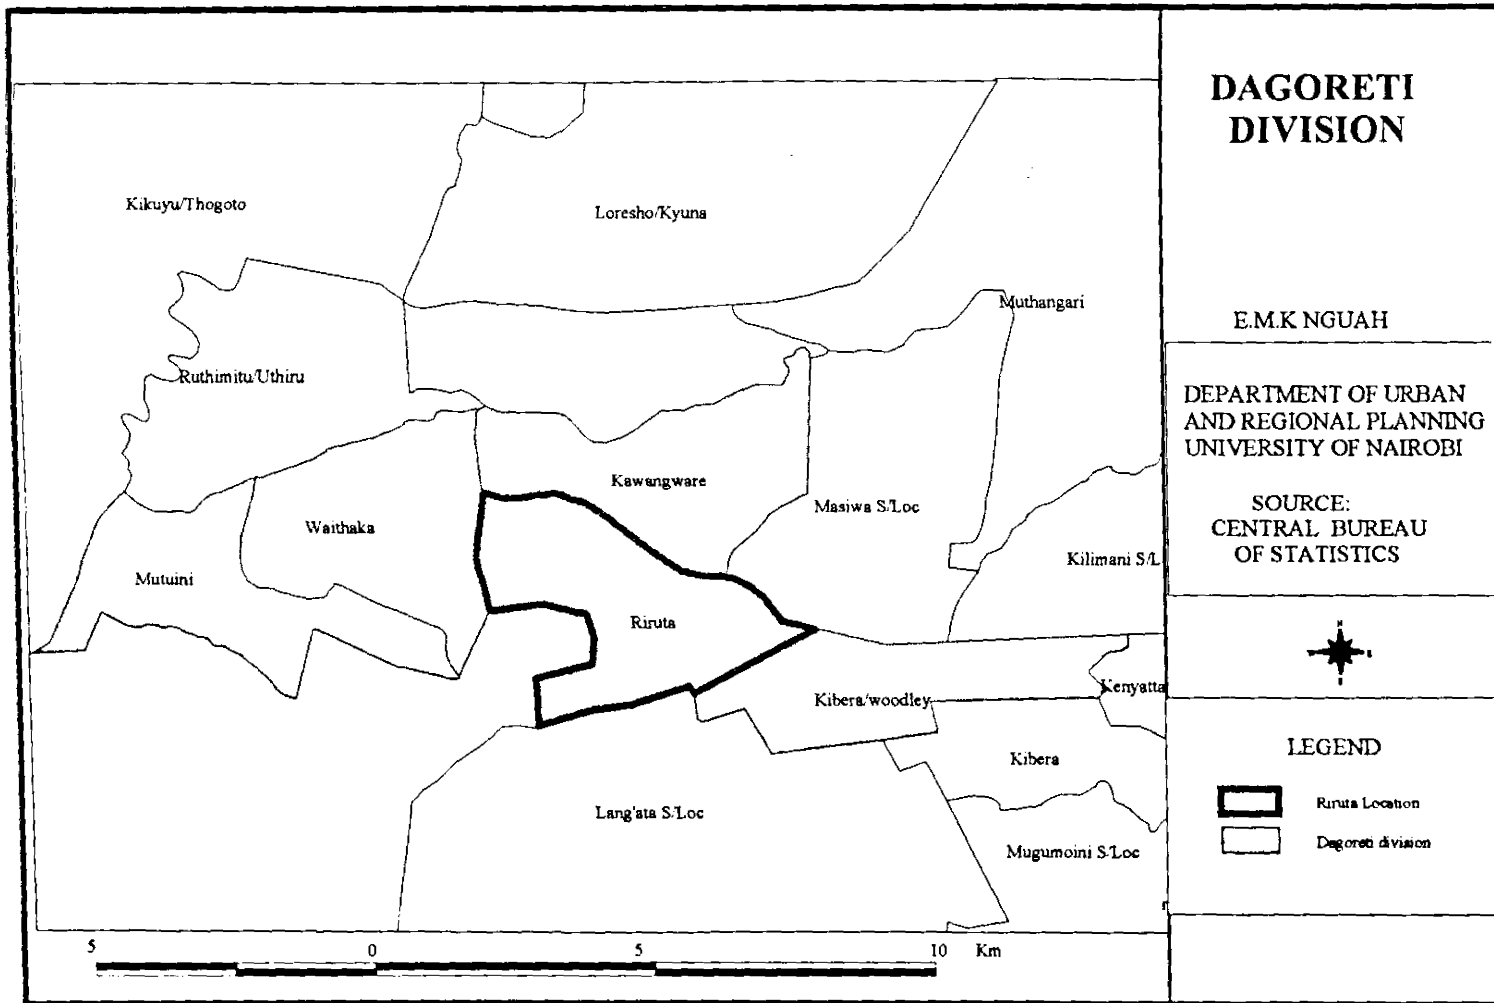 DAGORETI
DIVISION
Kikuyu/Thogoto
Loresho/Kyuna
Muthangari
E.M.K NGUAH
Ruthimitu/Uthiru
DEPARTMENT OF URBAN
AND REGIONAL PLANNING
UNIVERSITY OF NAIROBI
Kawangware
Masiwa S/Loc
Waithaka
SOURCE:
CENTRAL BUREAU
OF STATISTICS
Kilimani S/L
Mutuini
Riruta
Kenyatta
Kibera/woodley
LEGEND
Kibera
Riruta Location
Lang'ata S/Loc
Dagoreti division
Mugumoini S/Loc
5 0 5 10 Km